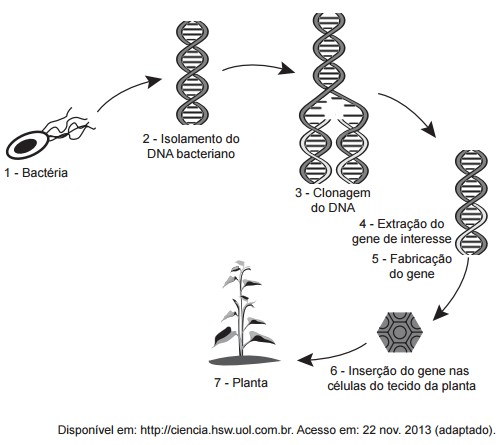 1 - Bactéria
2 - Isolamento do
DNA bacteriano
3 - Clonagem
do DNA
4 - Extração do
gene de interesse
5 - Fabricação
do gene
6 - Inserção do gene nas
células do tecido da planta
7 - Planta
Disponível em: http://ciencia.hsw.uol.com.br. Acesso em: 22 nov. 2013 (adaptado).